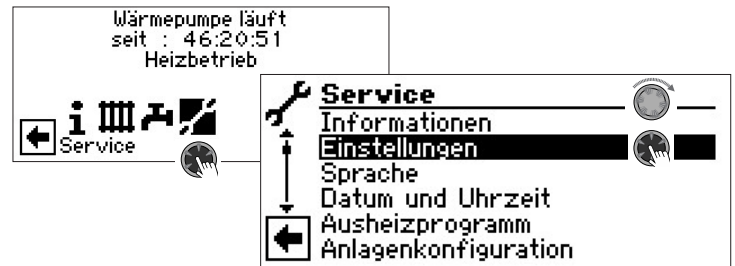 Wärmepumpe läuft
seit : 46:20:51
Heizbetrieb
Service
Service
Informationen
Einstellungen
Sprache
Datum und Uhrzeit
Ausheizprogramm
Anlagenkonfiguration